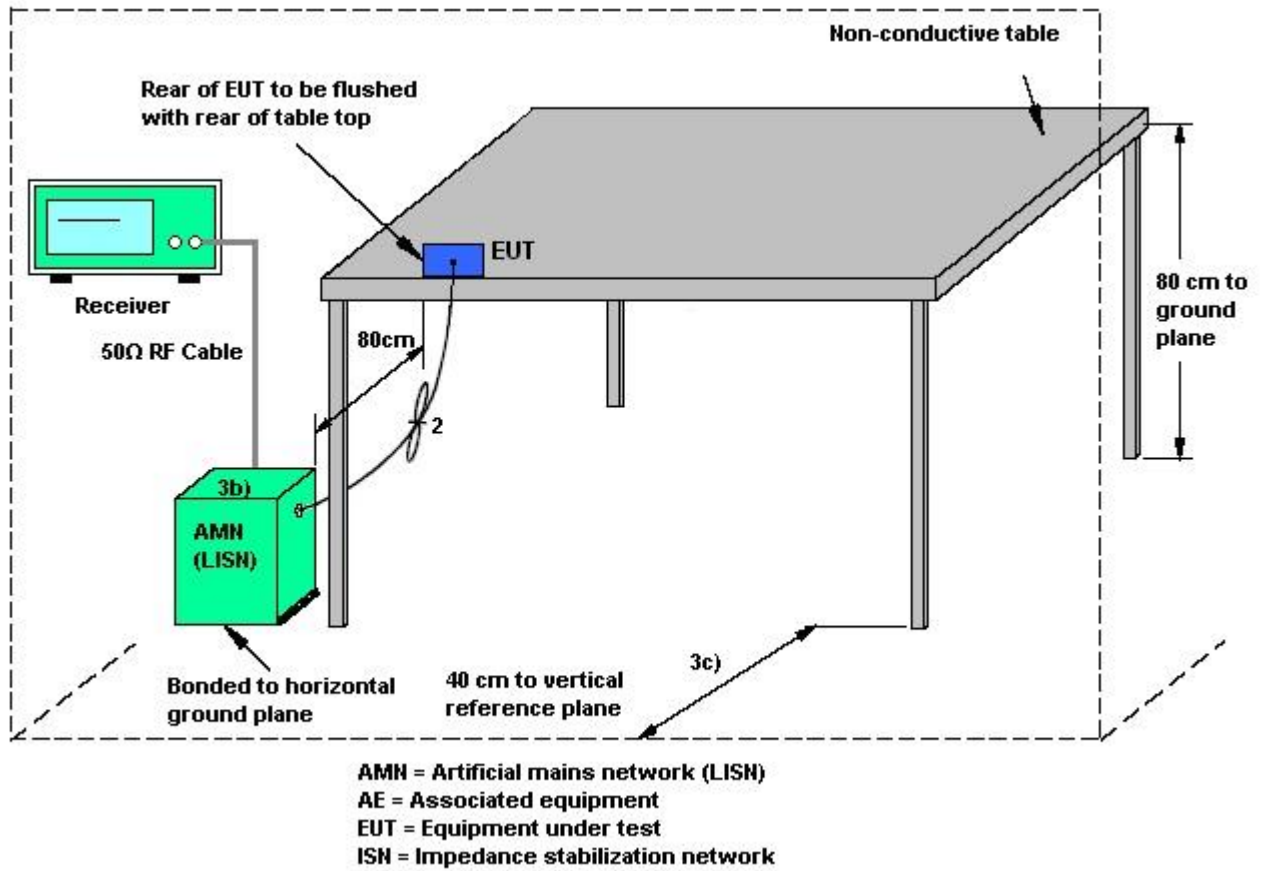 Non-conductive table
Rear of EUT to be flushed
with rear of table top
EUT
Receiver
80 cm to
ground
plane
50Ω RF Cable
80cm
2
3b)
AMN
(LISN)
3c)
Bonded to horizontal
ground plane
40 cm to vertical
reference plane
AMN = Artificial mains network (LISN)
AE = Associated equipment
EUT = Equipment under test
ISN = Impedance stabilization network